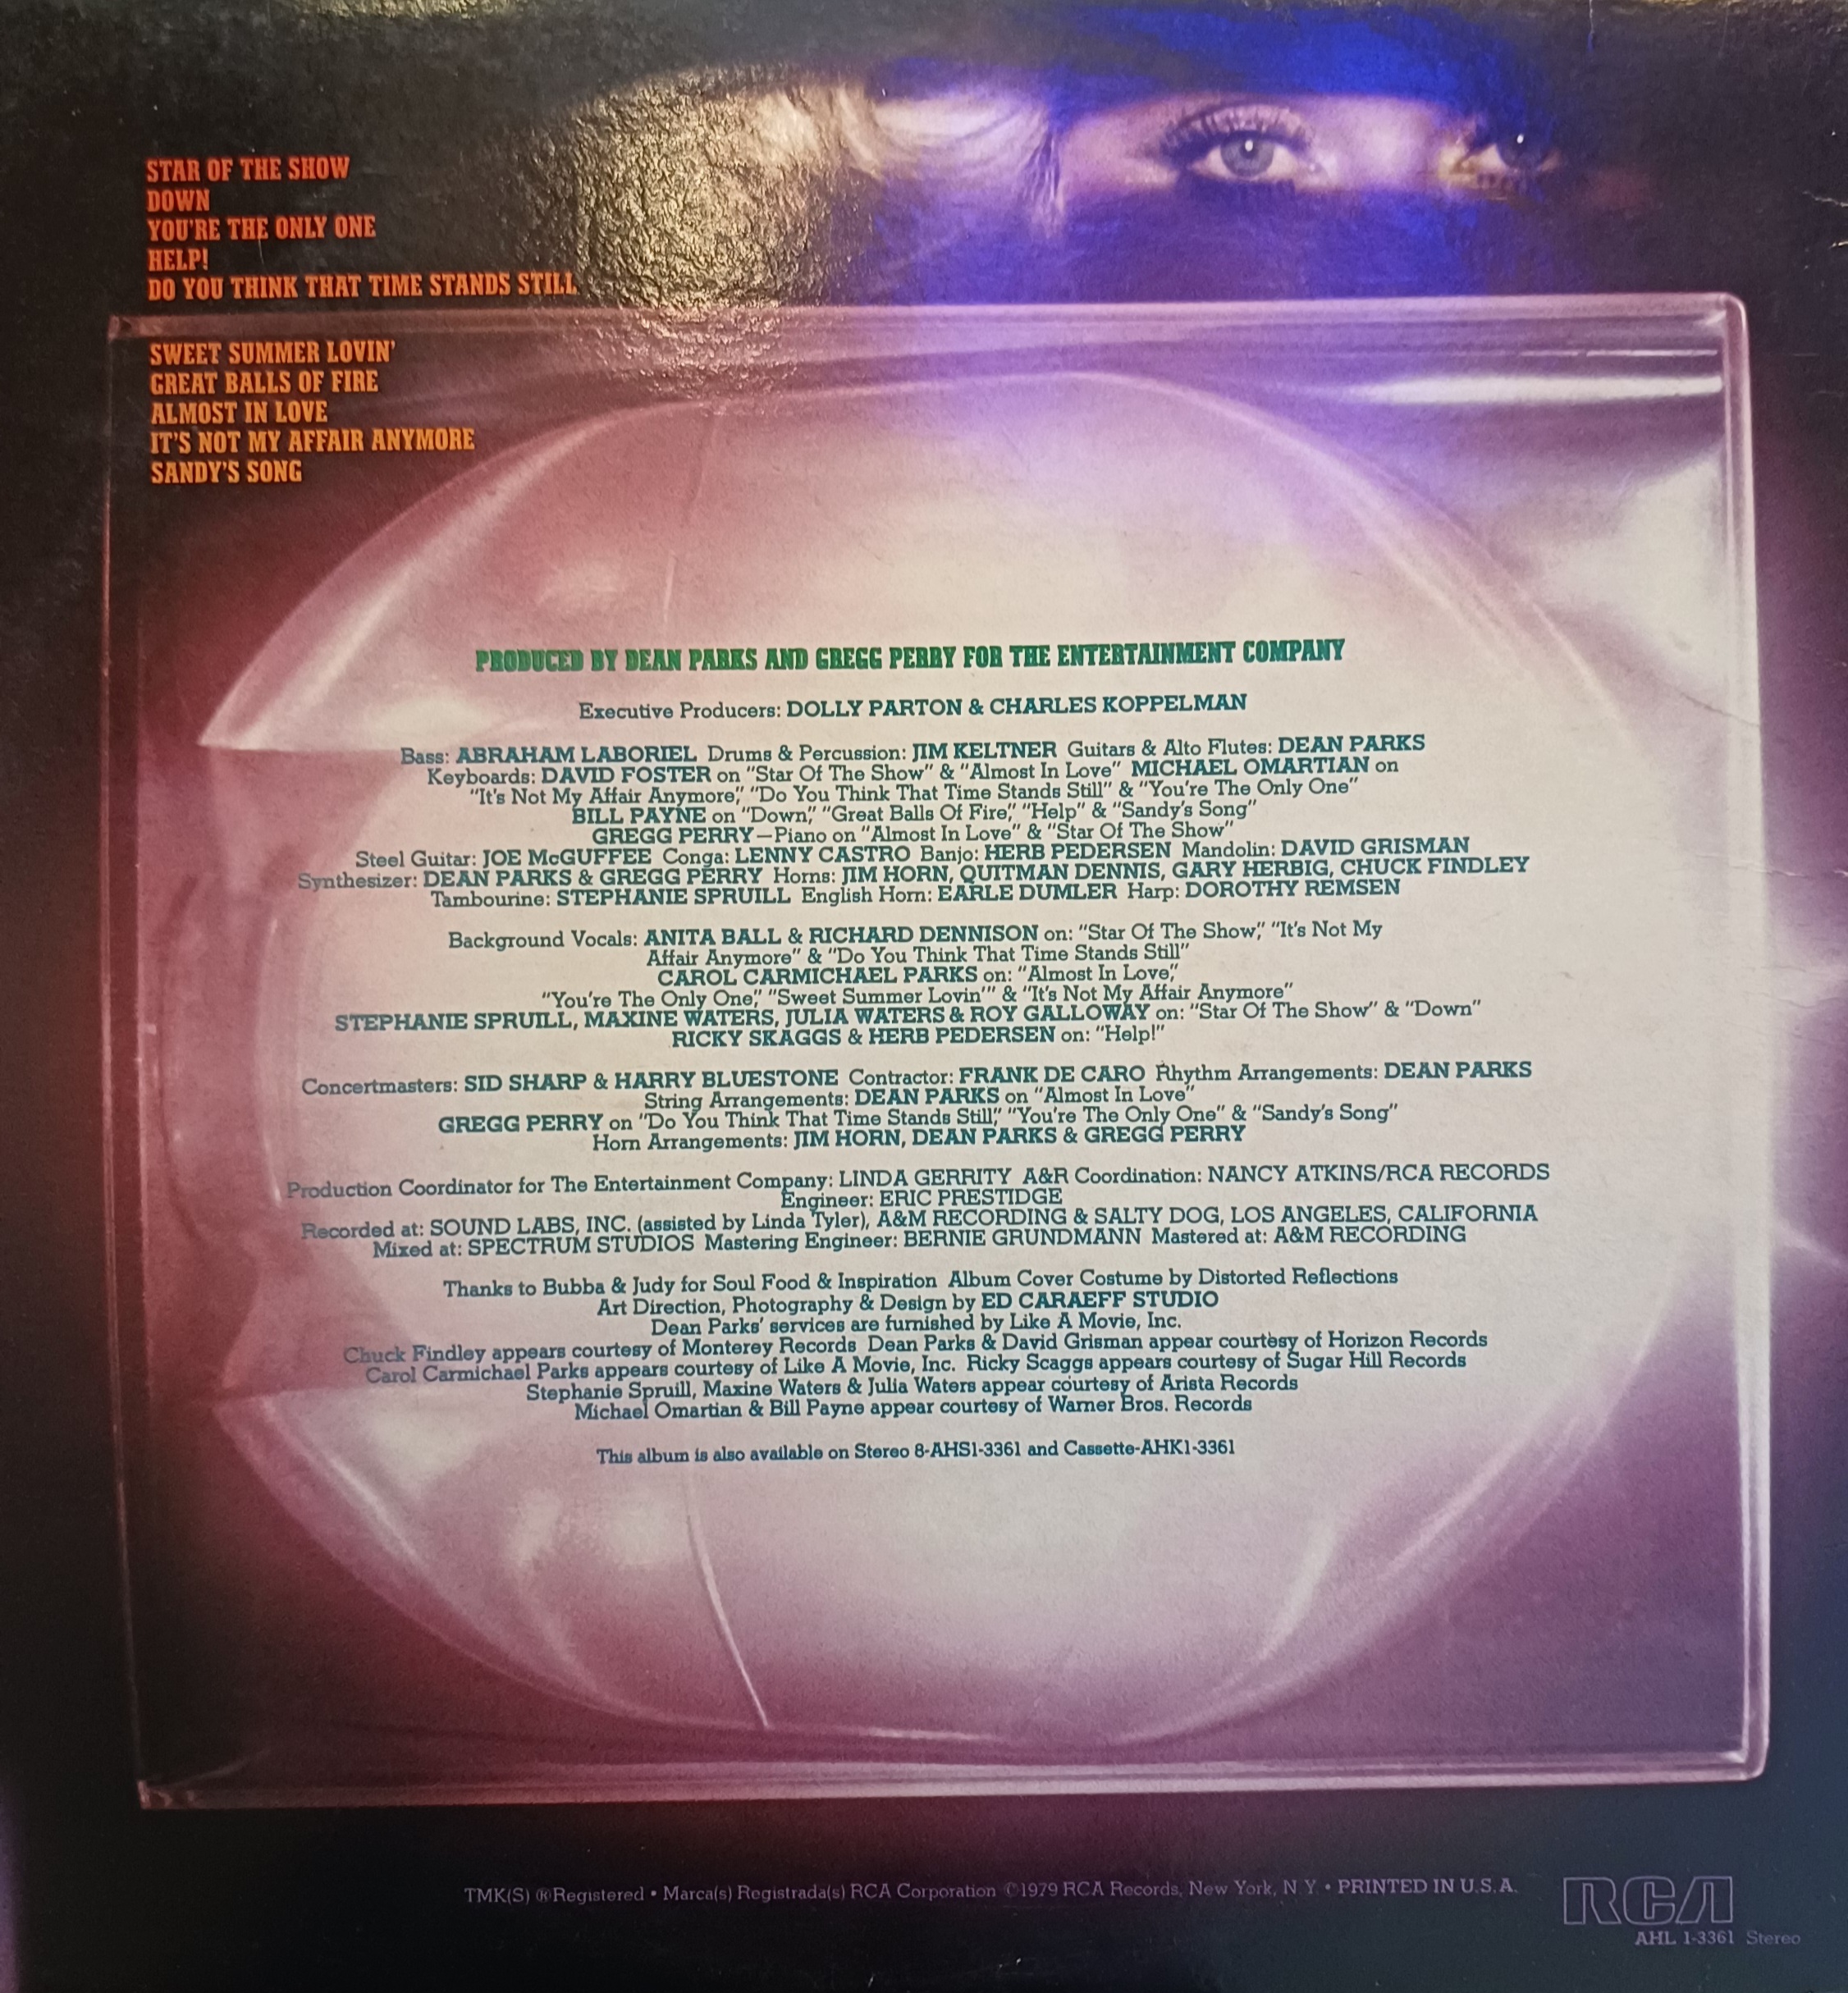 STAR OF THE SHOW
DOWN
YOU'RE THE ONLY ONE
HELP!
DO YOU THINK THAT TIME STANDS STILL
SWEET SUMMER LOVIN'
GREAT BALLS OF FIRE
ALMOST IN LOVE
IT'S NOT MY AFFAIR ANYMORE
SANDY'S SONG
PRODUCED BY DEAN PARKS AND GREGG PERRY FOR THE ENTERTAINMENT COMPANY
Executive Producers: DOLLY PARTON & CHARLES KOPPELMAN
Bass: ABRAHAM LABORIEL Drums & Percussion: JIM KELTNER Guitars & Alto Flutes: DEAN PARKS
Keyboards: DAVID FOSTER on "Star Of The Show" & "Almost In Love" MICHAEL OMARTIAN on
"It's Not My Affair Anymore," "Do You Think That Time Stands Still" & "You're The Only One"
BILL PAYNE on "Down," "Great Balls Of Fire," "Help" & "Sandy's Song"
GREGG PERRY—Piano on "Almost In Love" & "Star Of The Show"
Steel Guitar: JOE McGUFFEE Conga: LENNY CASTRO Banjo: HERB PEDERSEN Mandolin: DAVID GRISMAN
Synthesizer: DEAN PARKS & GREGG PERRY Horns: JIM HORN, QUITMAN DENNIS, GARY HERBIG, CHUCK FINDLEY
Tambourine: STEPHANIE SPRUILL English Horn: EARLE DUMLER Harp: DOROTHY REMSEN
Background Vocals: ANITA BALL & RICHARD DENNISON on: "Star Of The Show," "It's Not My
Affair Anymore" & "Do You Think That Time Stands Still"
CAROL CARMICHAEL PARKS on: "Almost In Love,"
"You're The Only One," "Sweet Summer Lovin'" & "It's Not My Affair Anymore"
STEPHANIE SPRUILL, MAXINE WATERS, JULIA WATERS & ROY GALLOWAY on: "Star Of The Show" & "Down"
RICKY SKAGGS & HERB PEDERSEN on: "Help!"
Concertmasters: SID SHARP & HARRY BLUESTONE Contractor: FRANK DE CARO Rhythm Arrangements: DEAN PARKS
String Arrangements: DEAN PARKS on "Almost In Love"
GREGG PERRY on "Do You Think That Time Stands Still," "You're The Only One" & "Sandy's Song"
Horn Arrangements: JIM HORN, DEAN PARKS & GREGG PERRY
Production Coordinator for The Entertainment Company: LINDA GERRITY A&R Coordination: NANCY ATKINS/RCA RECORDS
Engineer: ERIC PRESTIDGE
Recorded at: SOUND LABS, INC. (assisted by Linda Tyler), A&M RECORDING & SALTY DOG, LOS ANGELES, CALIFORNIA
Mixed at: SPECTRUM STUDIOS Mastering Engineer: BERNIE GRUNDMANN Mastered at: A&M RECORDING
Thanks to Bubba & Judy for Soul Food & Inspiration Album Cover Costume by Distorted Reflections
Art Direction, Photography & Design by ED CARAEFF STUDIO
Dean Parks' services are furnished by Like A Movie, Inc.
Chuck Findley appears courtesy of Monterey Records Dean Parks & David Grisman appear courtesy of Horizon Records
Carol Carmichael Parks appears courtesy of Like A Movie, Inc. Ricky Scaggs appears courtesy of Sugar Hill Records
Stephanie Spruill, Maxine Waters & Julia Waters appear courtesy of Arista Records
Michael Omartian & Bill Payne appear courtesy of Warner Bros. Records
This album is also available on Stereo 8-AHS1-3361 and Cassette-AHK1-3361
TMK(S) ®Registered • Marca(s) Registrada(s) RCA Corporation ©1979 RCA Records, New York, N.Y. • PRINTED IN U.S.A.
RCA
AHL 1-3361 Stereo